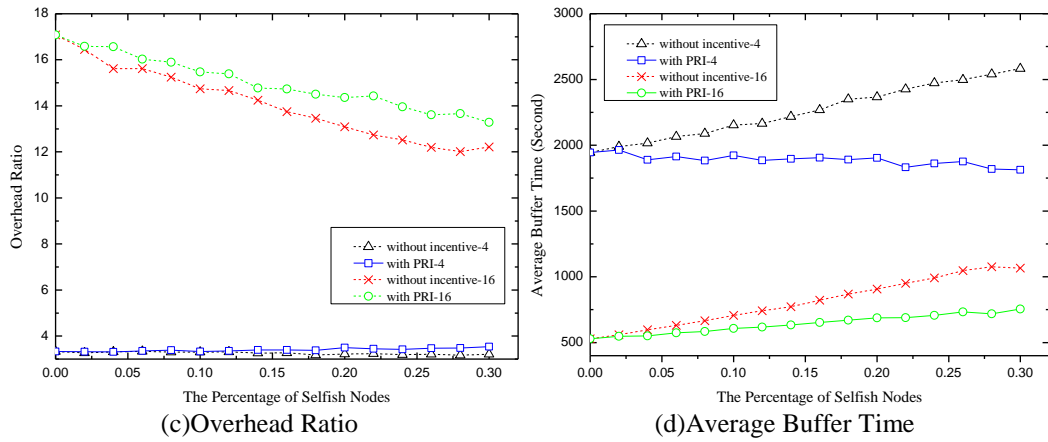 18
16
14
12
10
8
6
4
0.00 0.05 0.10 0.15 0.20 0.25 0.30
Overhead Ratio
The Percentage of Selfish Nodes
without incentive-4
with PRI-4
without incentive-16
with PRI-16
(c)Overhead Ratio
3000
2500
2000
1500
1000
500
0.00 0.05 0.10 0.15 0.20 0.25 0.30
Average Buffer Time (Second)
The Percentage of Selfish Nodes
without incentive-4
with PRI-4
without incentive-16
with PRI-16
(d)Average Buffer Time